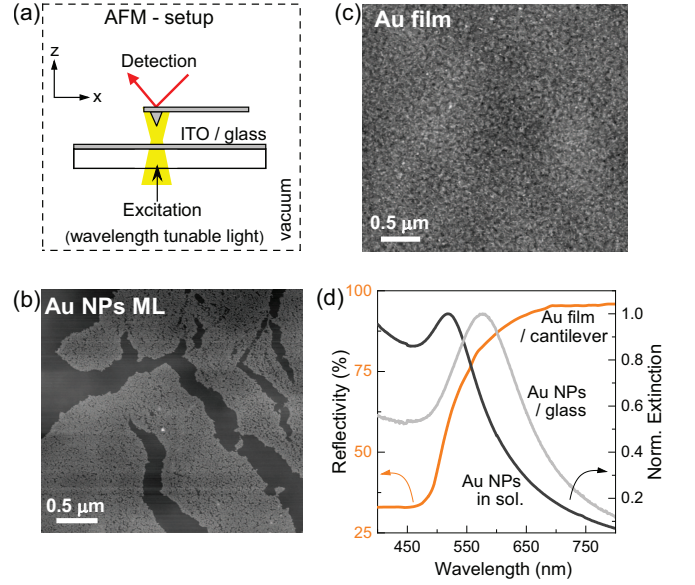 (a)
AFM - setup
z
x
Detection
ITO / glass
Excitation
(wavelength tunable light)
vacuum
(c)
Au film
0.5 μm
(b)
Au NPs ML
0.5 μm
(d)
100
75
50
25
Reflectivity (%)
Au film
/ cantilever
Au NPs
/ glass
Au NPs
in sol.
1.0
0.8
0.6
0.4
0.2
Norm. Extinction
450 550 650 750
Wavelength (nm)